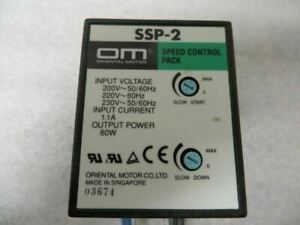 SSP-2
OM
ORIENTAL MOTOR
SPEED CONTROL
PACK
INPUT VOLTAGE
200V~50/60Hz
220V~60Hz
230V~50/60Hz
INPUT CURRENT
1.1A
OUTPUT POWER
60W
MAX
0
SLOW START
MAX
0
SLOW DOWN
ORIENTAL MOTOR CO.,LTD.
MADE IN SINGAPORE
03674